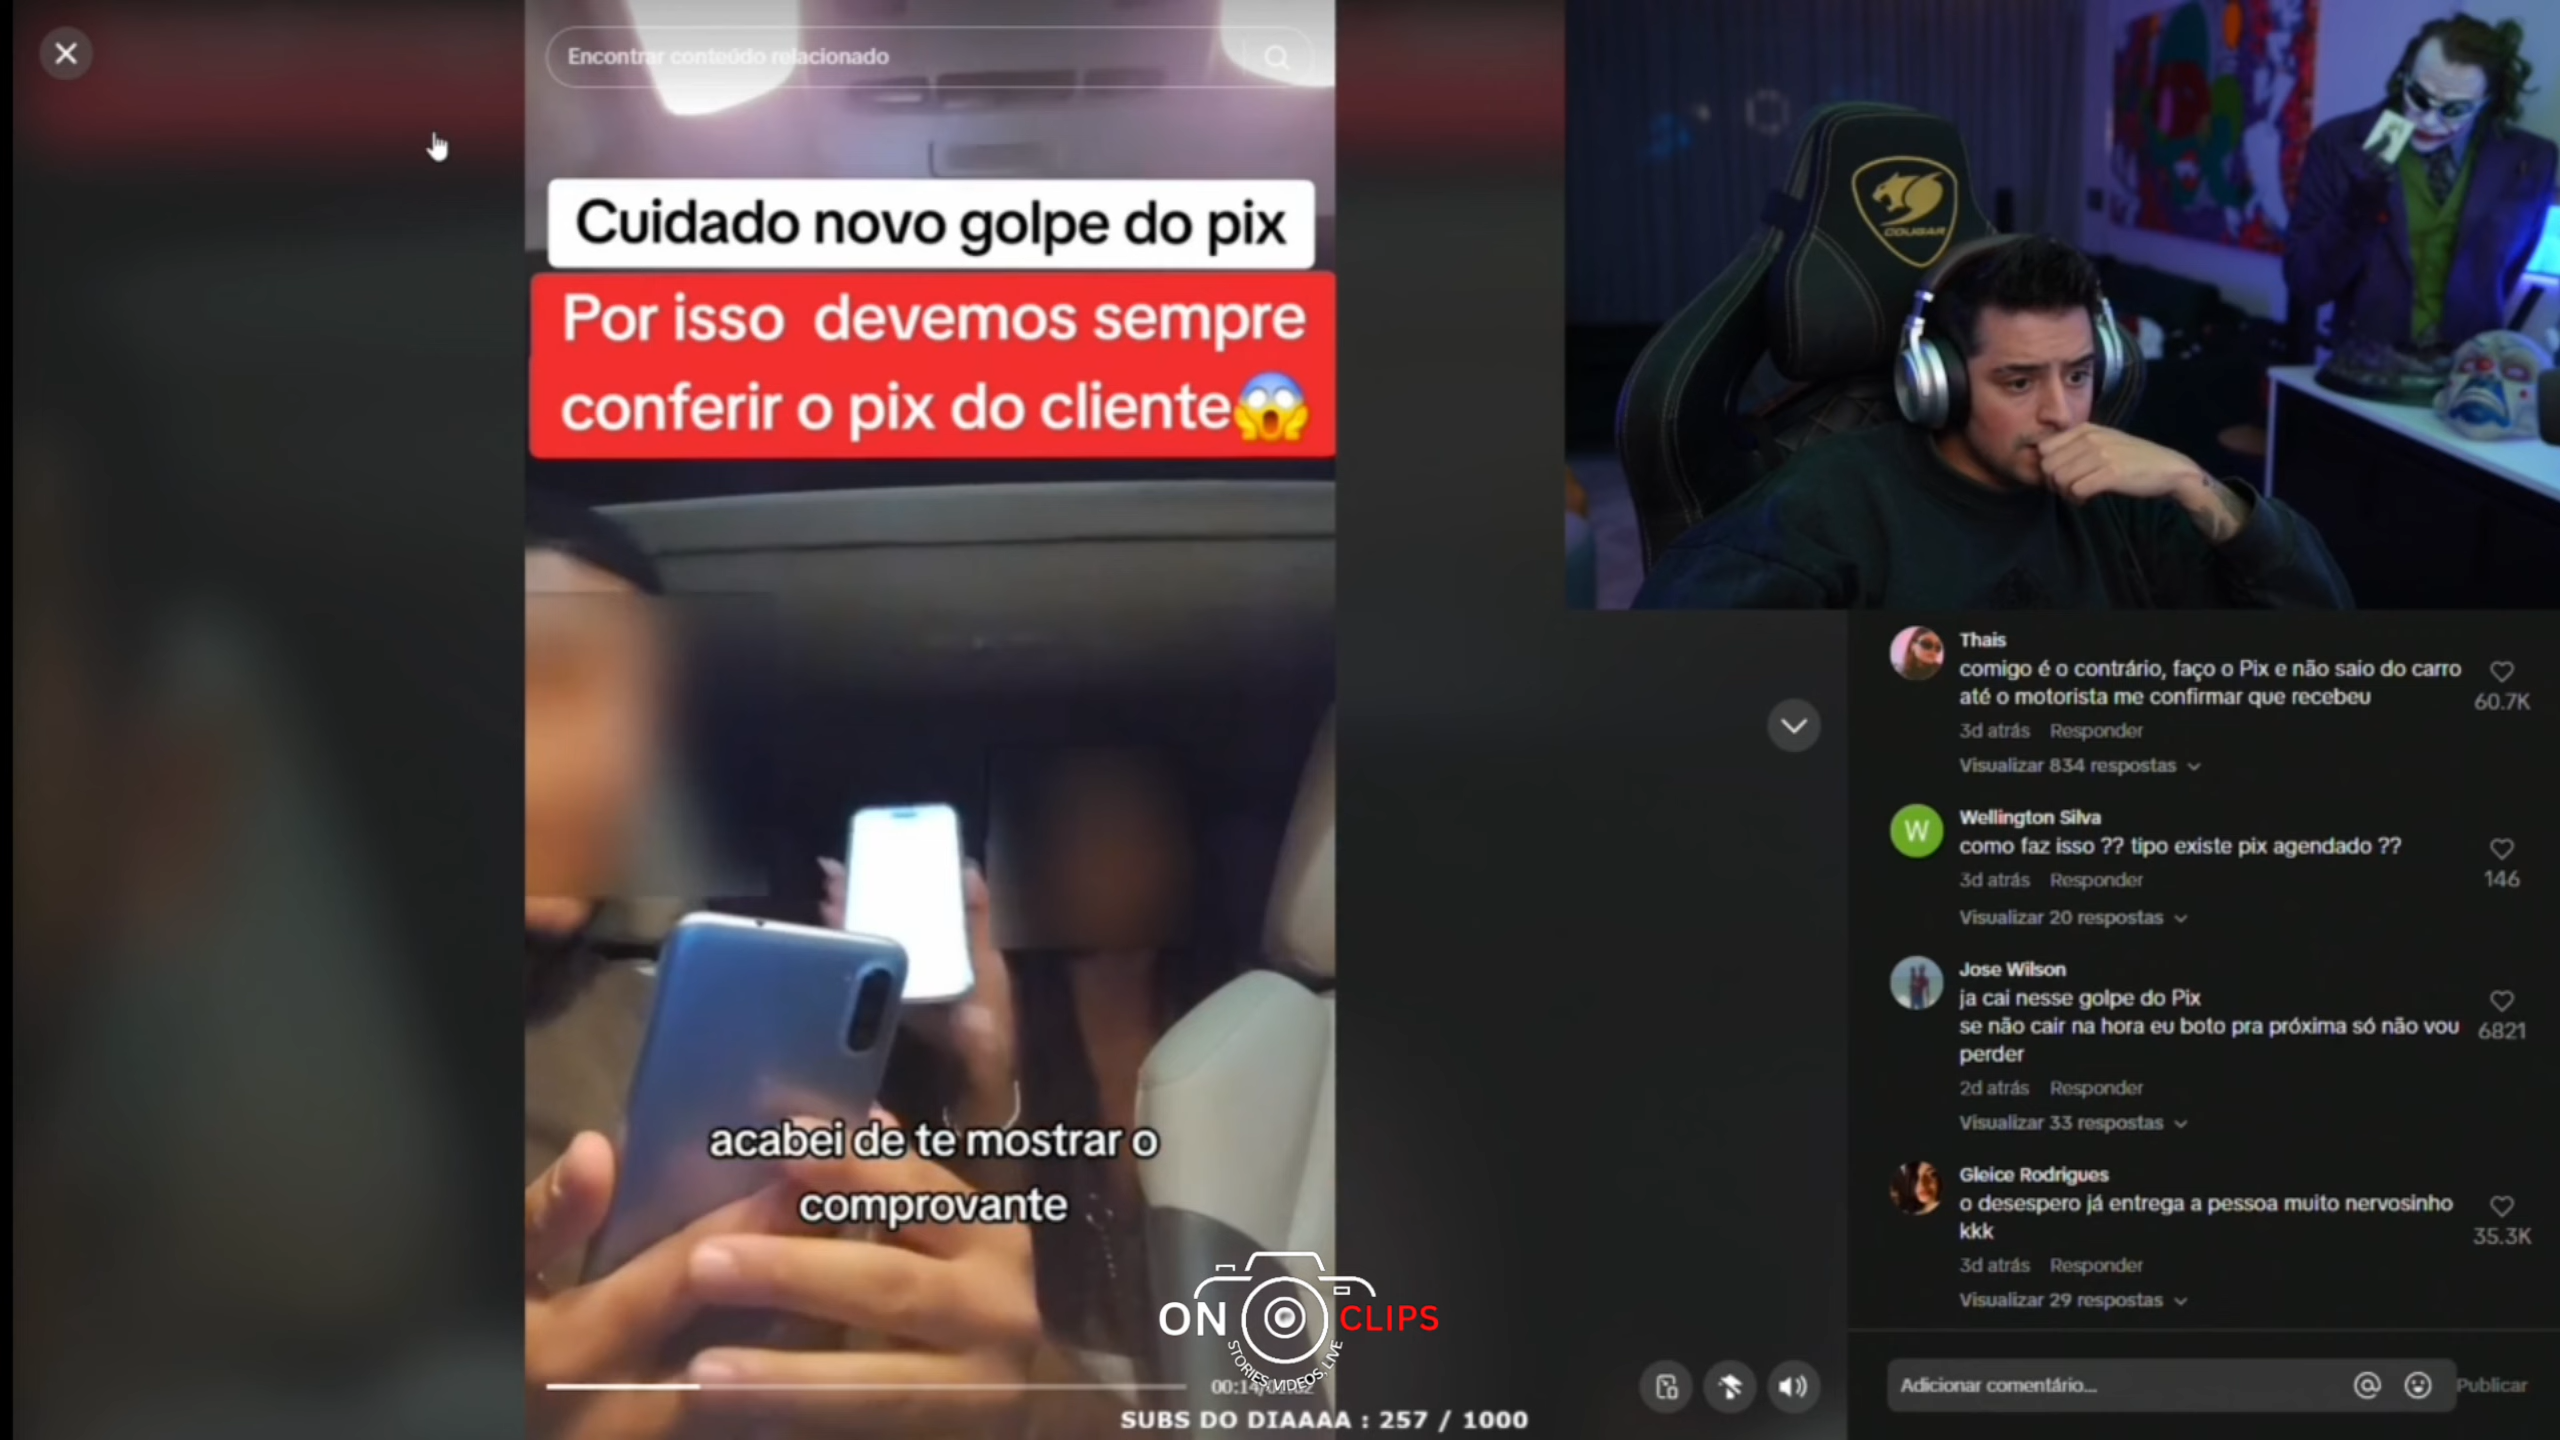 Encontrar conteúdo relacionado
Cuidado novo golpe do pix
Por isso devemos sempre
conferir o pix do cliente😱
acabei de te mostrar o
comprovante
ON CLIPS
STORIES, VIDEOS, LIVE
SUBS DO DIAAAA : 257 / 1000
COUGAR
Thais
comigo é o contrário, faço o Pix e não saio do carro
até o motorista me confirmar que recebeu
60.7K
3d atrás Responder
Visualizar 834 respostas
W
Wellington Silva
como faz isso ?? tipo existe pix agendado ??
146
3d atrás Responder
Visualizar 20 respostas
Jose Wilson
ja cai nesse golpe do Pix
se não cair na hora eu boto pra próxima só não vou
perder
6821
2d atrás Responder
Visualizar 33 respostas
Gleice Rodrigues
o desespero já entrega a pessoa muito nervosinho
kkk
35.3K
3d atrás Responder
Visualizar 29 respostas
Adicionar comentário...
Publicar